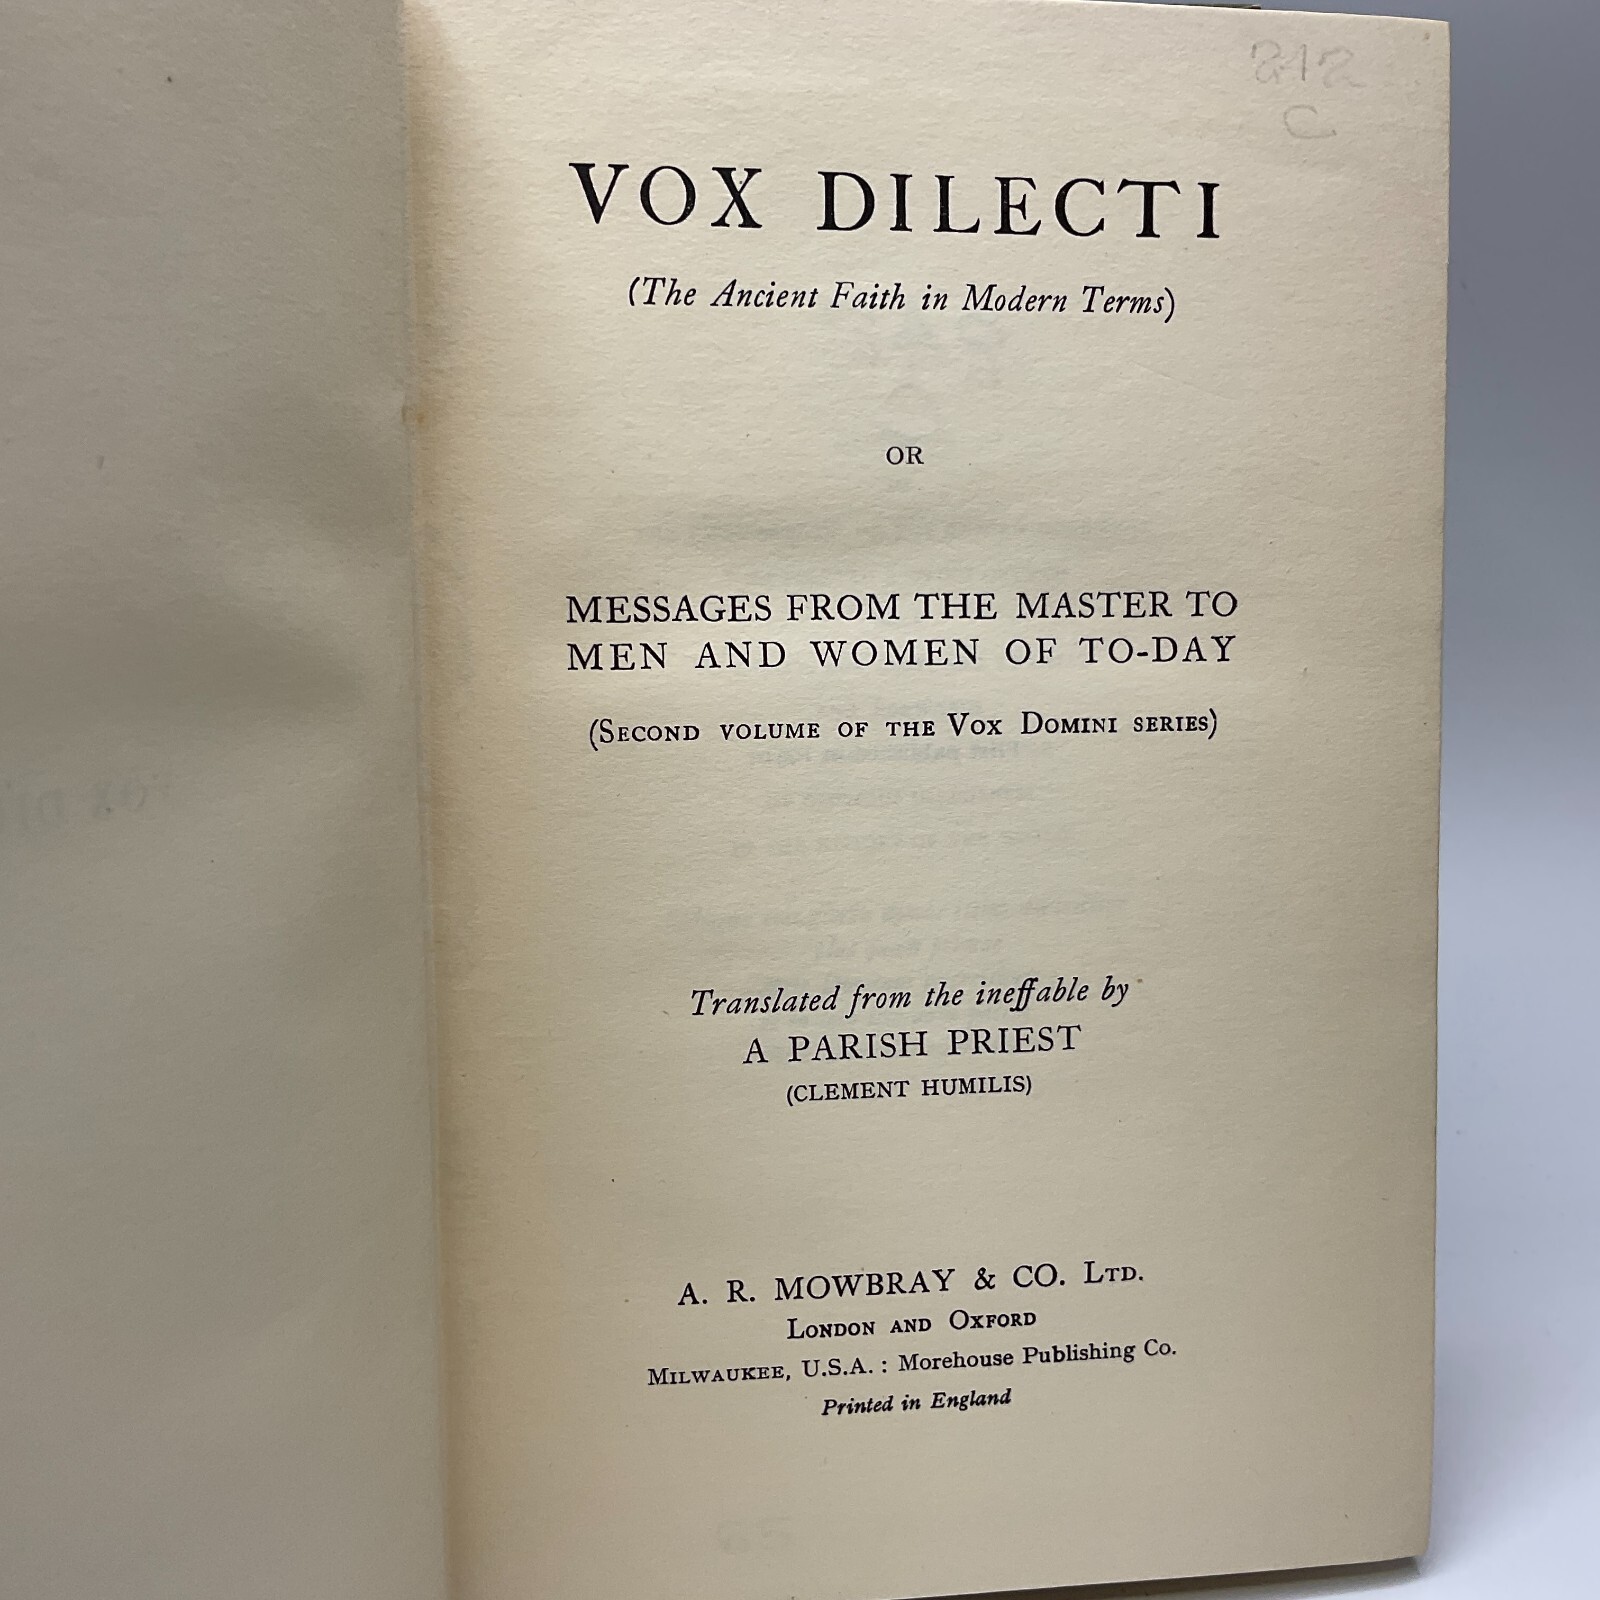 212
C
VOX DILECTI
(The Ancient Faith in Modern Terms)
OR
MESSAGES FROM THE MASTER TO
MEN AND WOMEN OF TO-DAY
(SECOND VOLUME OF THE VOX DOMINI SERIES)
Translated from the ineffable by
A PARISH PRIEST
(CLEMENT HUMILIS)
A. R. MOWBRAY & CO. LTD.
LONDON AND OXFORD
MILWAUKEE, U.S.A. : Morehouse Publishing Co.
Printed in England